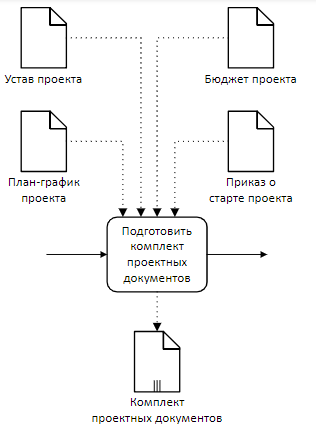 Устав проекта
Бюджет проекта
План-график
проекта
Приказ о
старте проекта
Подготовить
комплект
проектных
документов
Комплект
проектных документов